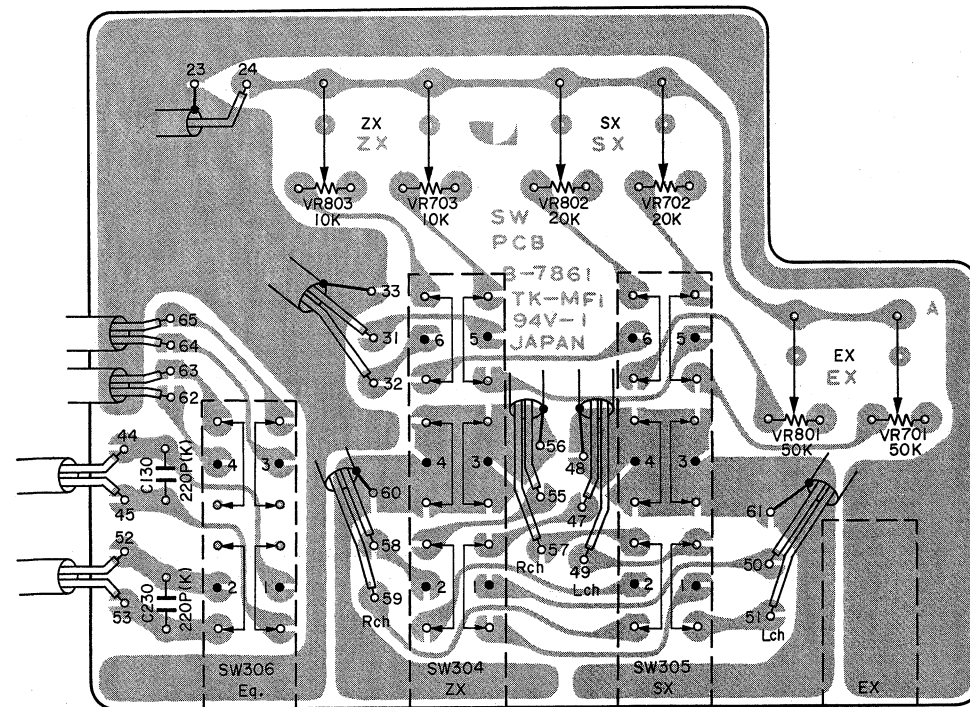 23 24
ZX SX
ZX SX
VR803 VR703 VR802 VR702
10K 10K 20K 20K
SW
PCB
B-7861
TK-MFi
94V-1
JAPAN
33
31
32
6 5
6 5
A
EX
EX
VR801 VR701
50K 50K
65
64
63
62
44
45
C130
220P(K)
52
53
C230
220P(K)
4 3
2 1
4 3
2 1
4 3
2 1
56
55
57
Rch
48
47
49
Lch
60
58
59
Rch
61
50
51
Lch
SW306
Eq.
SW304
ZX
SW305
SX
EX